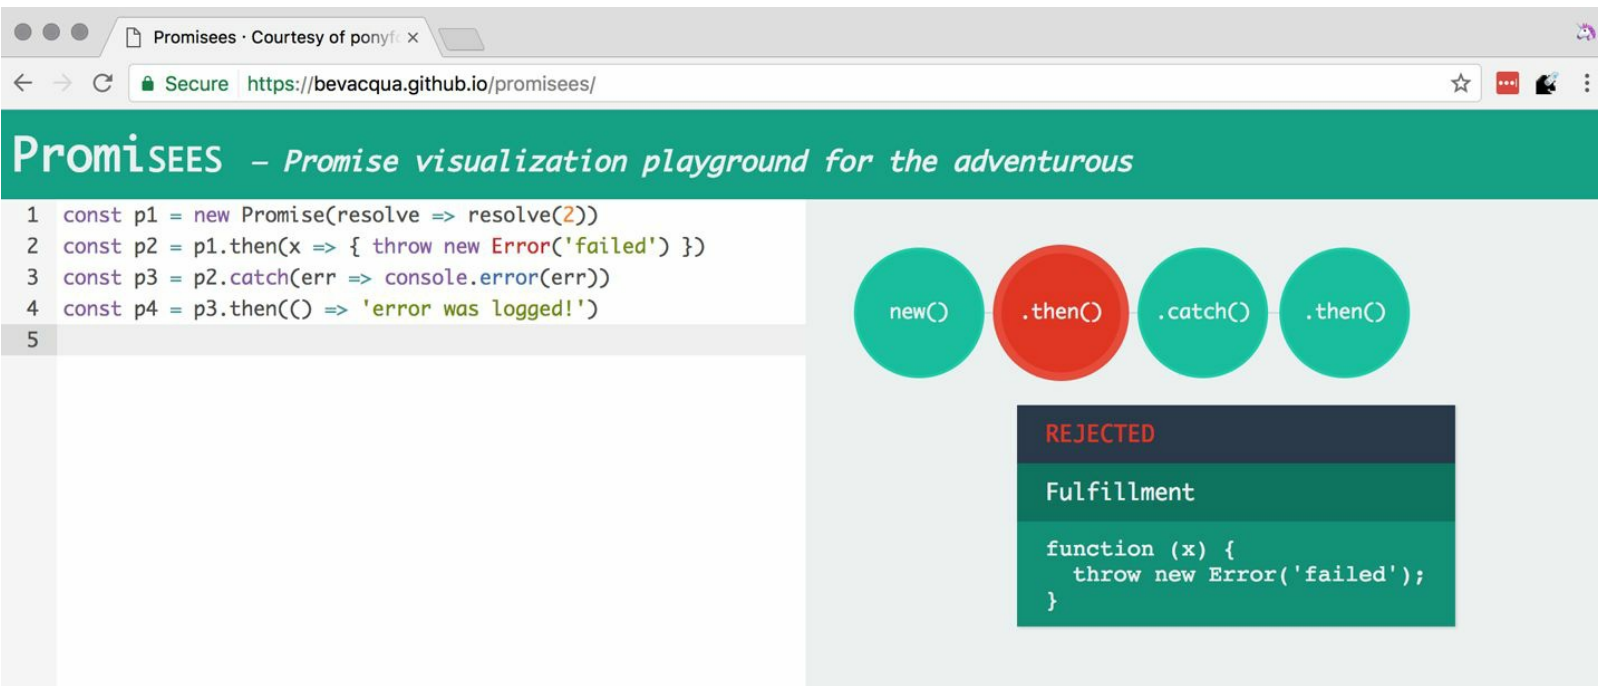 Promisees · Courtesy of ponyf
Secure https://bevacqua.github.io/promisees/
PromiSEES – Promise visualization playground for the adventurous
1 const p1 = new Promise(resolve => resolve(2))
2 const p2 = p1.then(x => { throw new Error('failed') })
3 const p3 = p2.catch(err => console.error(err))
4 const p4 = p3.then(() => 'error was logged!')
5
new() .then() .catch() .then()
REJECTED
Fulfillment
function (x) {
  throw new Error('failed');
}